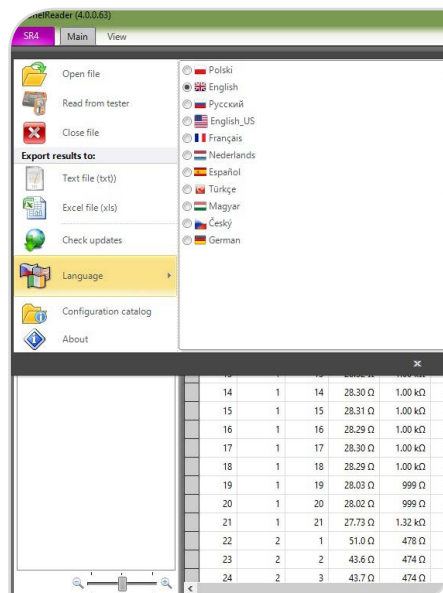 nelReader (4.0.0.63)
SR4 Main View
Open file
Read from tester
Close file
Export results to:
Text file (txt))
Excel file (xls)
Check updates
Language
Configuration catalog
About
Polski
English
Русский
English_US
Français
Nederlands
Español
Türkçe
Magyar
Český
German
14 1 14 28.30 Ω 1.00 kΩ
15 1 15 28.31 Ω 1.00 kΩ
16 1 16 28.29 Ω 1.00 kΩ
17 1 17 28.30 Ω 1.00 kΩ
18 1 18 28.29 Ω 1.00 kΩ
19 1 19 28.03 Ω 999 Ω
20 1 20 28.02 Ω 999 Ω
21 1 21 27.73 Ω 1.32 kΩ
22 2 1 51.0 Ω 478 Ω
23 2 2 43.6 Ω 474 Ω
24 2 3 43.7 Ω 474 Ω